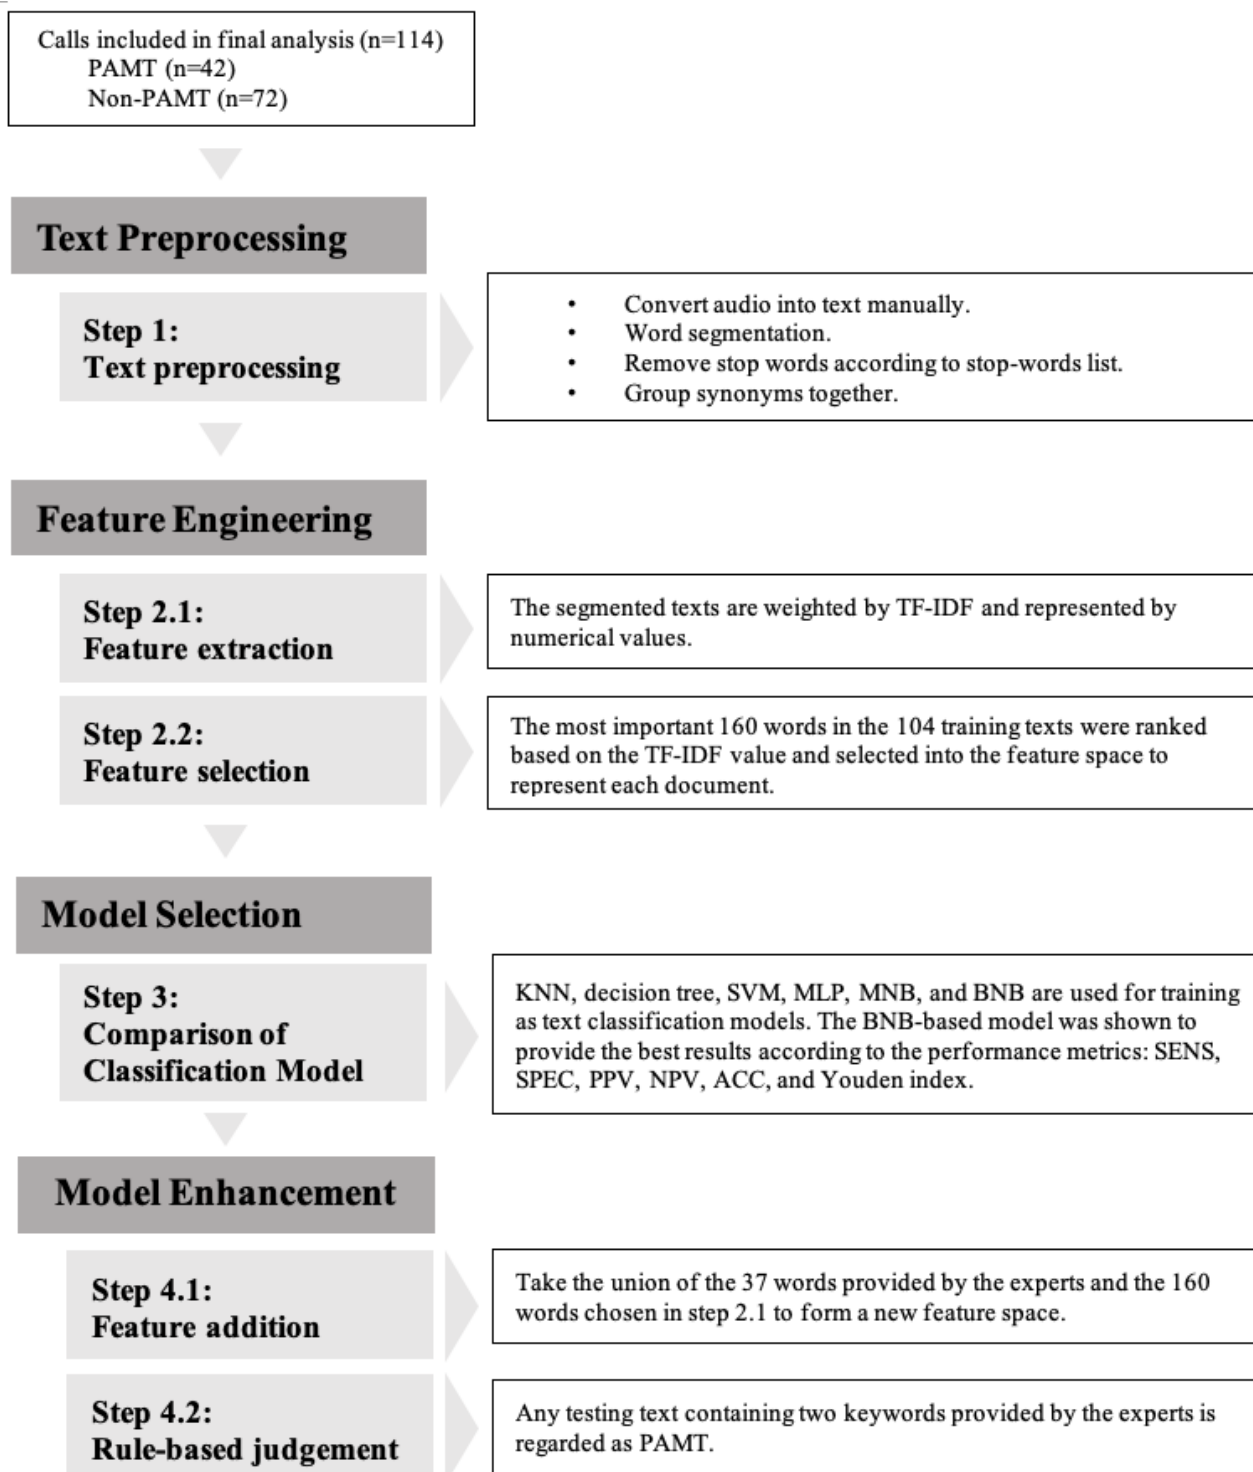 Calls included in final analysis (n=114)
PAMT (n=42)
Non-PAMT (n=72)
Text Preprocessing
Step 1:
Text preprocessing
• Convert audio into text manually.
• Word segmentation.
• Remove stop words according to stop-words list.
• Group synonyms together.
Feature Engineering
Step 2.1:
Feature extraction
The segmented texts are weighted by TF-IDF and represented by
numerical values.
Step 2.2:
Feature selection
The most important 160 words in the 104 training texts were ranked
based on the TF-IDF value and selected into the feature space to
represent each document.
Model Selection
Step 3:
Comparison of
Classification Model
KNN, decision tree, SVM, MLP, MNB, and BNB are used for training
as text classification models. The BNB-based model was shown to
provide the best results according to the performance metrics: SENS,
SPEC, PPV, NPV, ACC, and Youden index.
Model Enhancement
Step 4.1:
Feature addition
Take the union of the 37 words provided by the experts and the 160
words chosen in step 2.1 to form a new feature space.
Step 4.2:
Rule-based judgement
Any testing text containing two keywords provided by the experts is
regarded as PAMT.